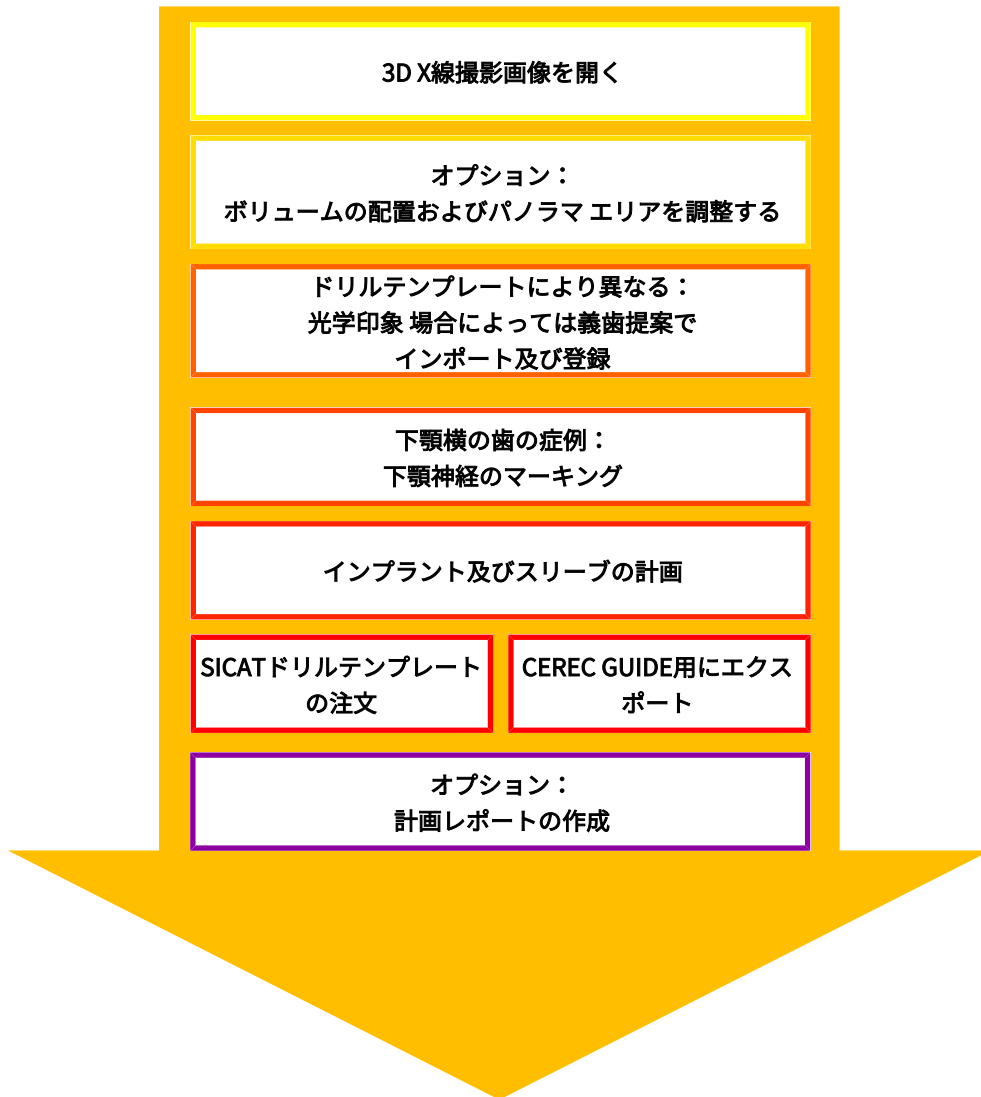 3D X線撮影画像を開く
オプション：
ボリュームの配置およびパノラマ エリアを調整する
ドリルテンプレートにより異なる：
光学印象 場合によっては義歯提案で
インポート及び登録
下顎横の歯の症例：
下顎神経のマーキング
インプラント及びスリーブの計画
SICATドリルテンプレート
の注文
CEREC GUIDE用にエクス
ポート
オプション：
計画レポートの作成